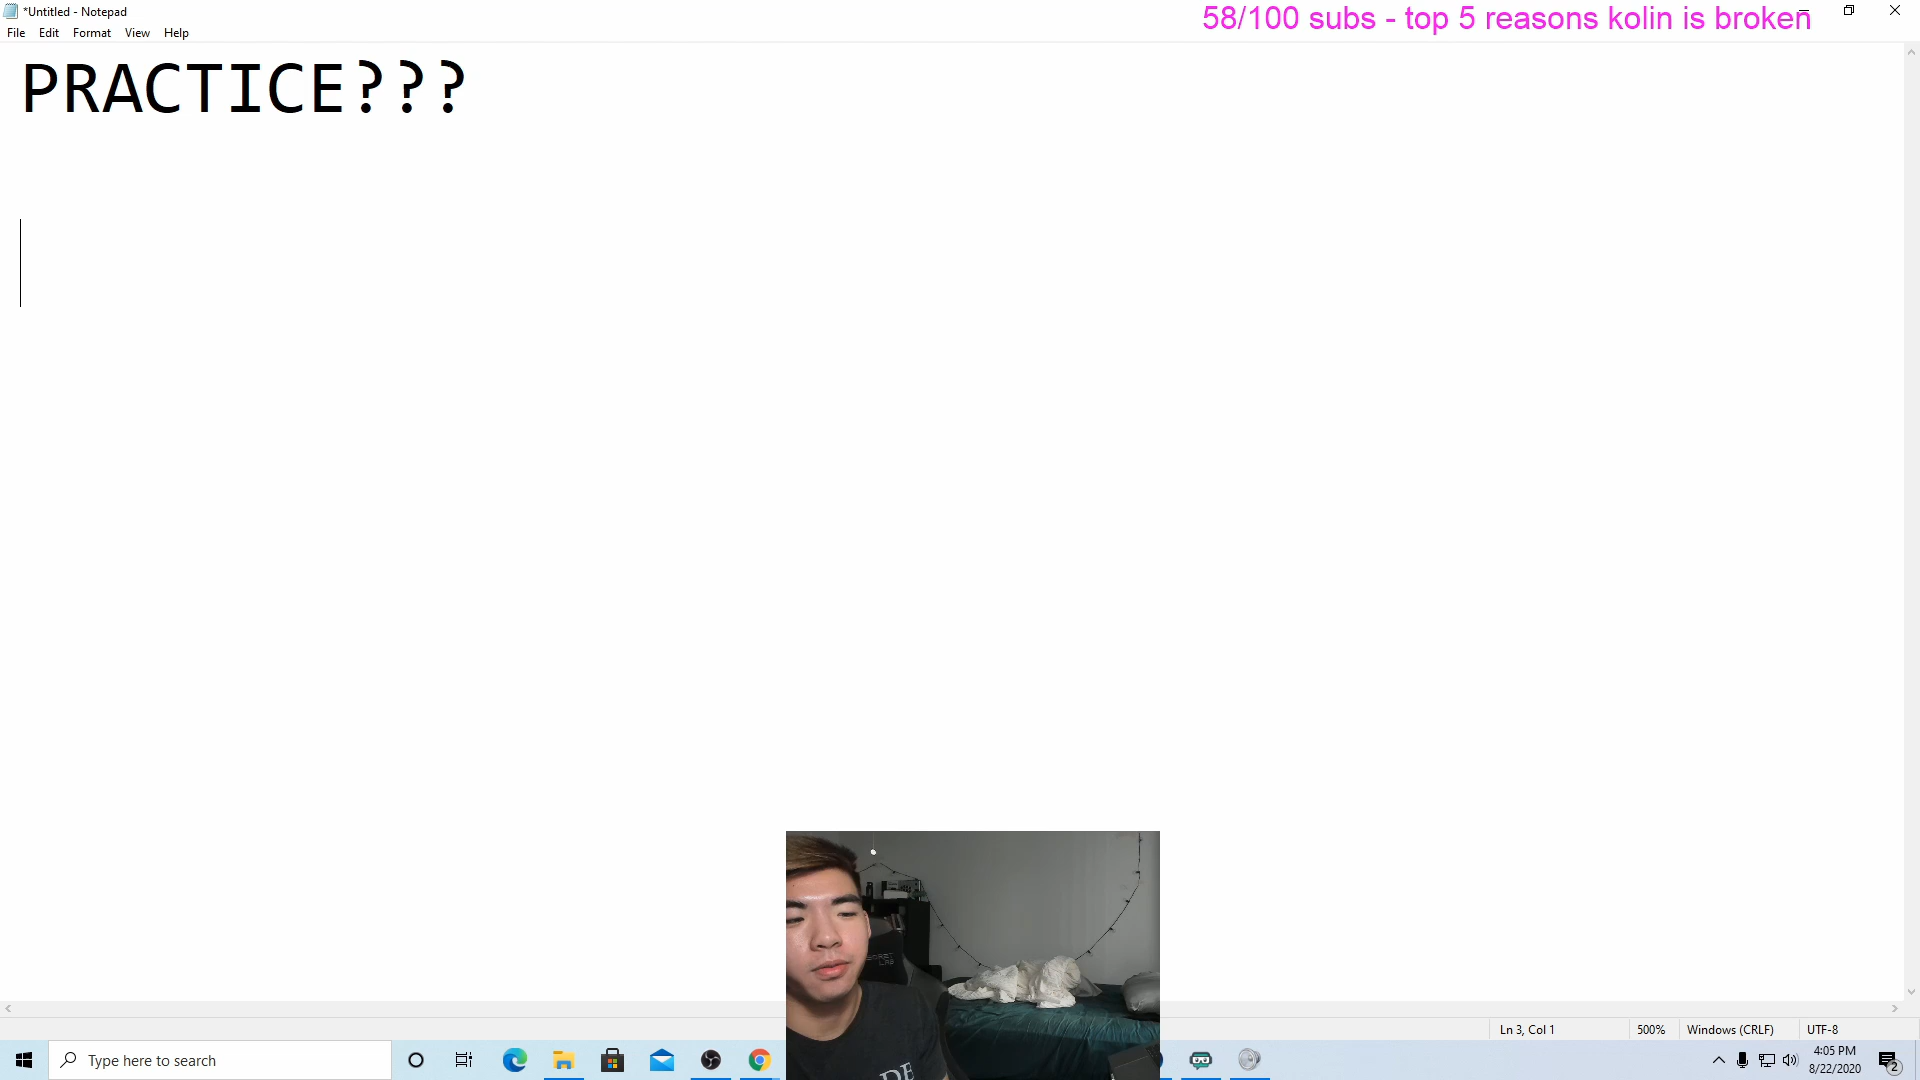 *Untitled - Notepad
58/100 subs - top 5 reasons kolin is broken
File Edit Format View Help
PRACTICE???
Ln 3, Col 1
500%
Windows (CRLF)
UTF-8
Type here to search
4:05 PM
8/22/2020
2